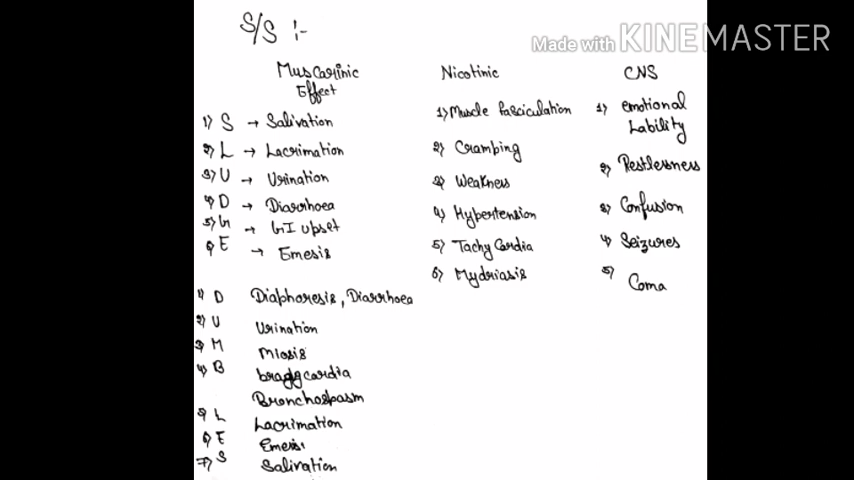 S/S :-
Made with KINEMASTER
Muscarinic
Effect
1) S → Salivation
2) L → Lacrimation
3) U → Urination
4) D → Diarrhoea
5) G → GI upset
6) E → Emesis
1) D Diaphoresis, Diarrhoea
2) U Urination
3) M Miosis
4) B bradycardia
Bronchospasm
5) L Lacrimation
6) E Emesis
7) S Salivation
Nicotinic
1) Muscle fasciculation
2) Cramping
3) Weakness
4) Hypertension
5) Tachycardia
6) Mydriasis
CNS
1) emotional
Lability
2) Restlessness
3) Confusion
4) Seizures
5) Coma